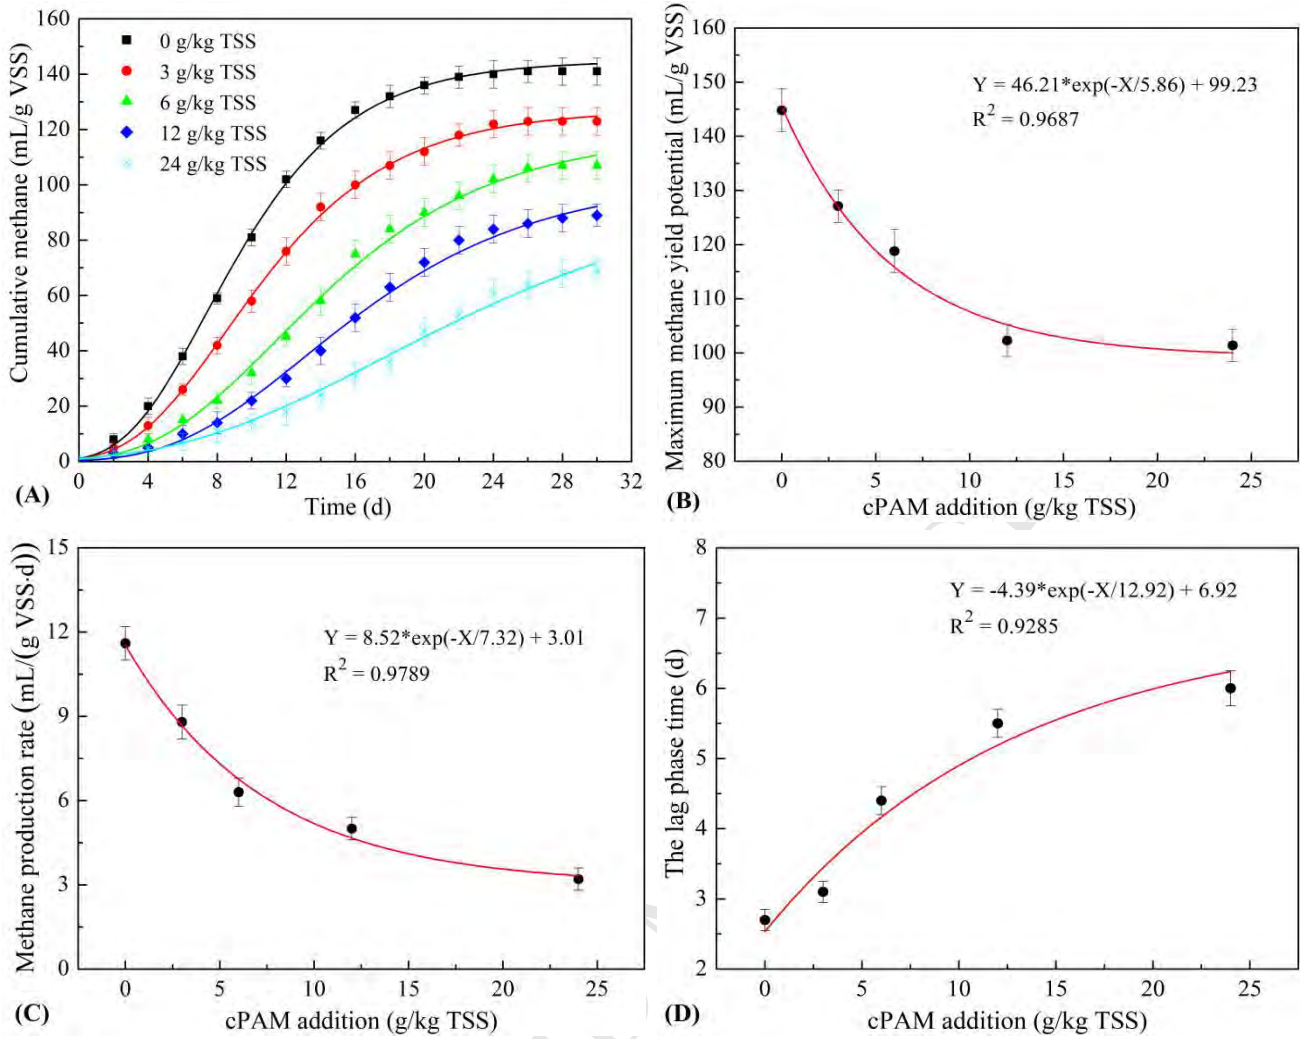 160
140
120
100
80
60
40
20
0
Cumulative methane (mL/g VSS)
0 g/kg TSS
3 g/kg TSS
6 g/kg TSS
12 g/kg TSS
24 g/kg TSS
0 4 8 12 16 20 24 28 32
Time (d)
(A)
160
150
140
130
120
110
100
90
80
Maximum methane yield potential (mL/g VSS)
Y = 46.21*exp(-X/5.86) + 99.23
R2 = 0.9687
0 5 10 15 20 25
cPAM addition (g/kg TSS)
(B)
15
12
9
6
3
0
Methane production rate (mL/(g VSS·d))
Y = 8.52*exp(-X/7.32) + 3.01
R2 = 0.9789
0 5 10 15 20 25
cPAM addition (g/kg TSS)
(C)
8
7
6
5
4
3
2
The lag phase time (d)
Y = -4.39*exp(-X/12.92) + 6.92
R2 = 0.9285
0 5 10 15 20 25
cPAM addition (g/kg TSS)
(D)